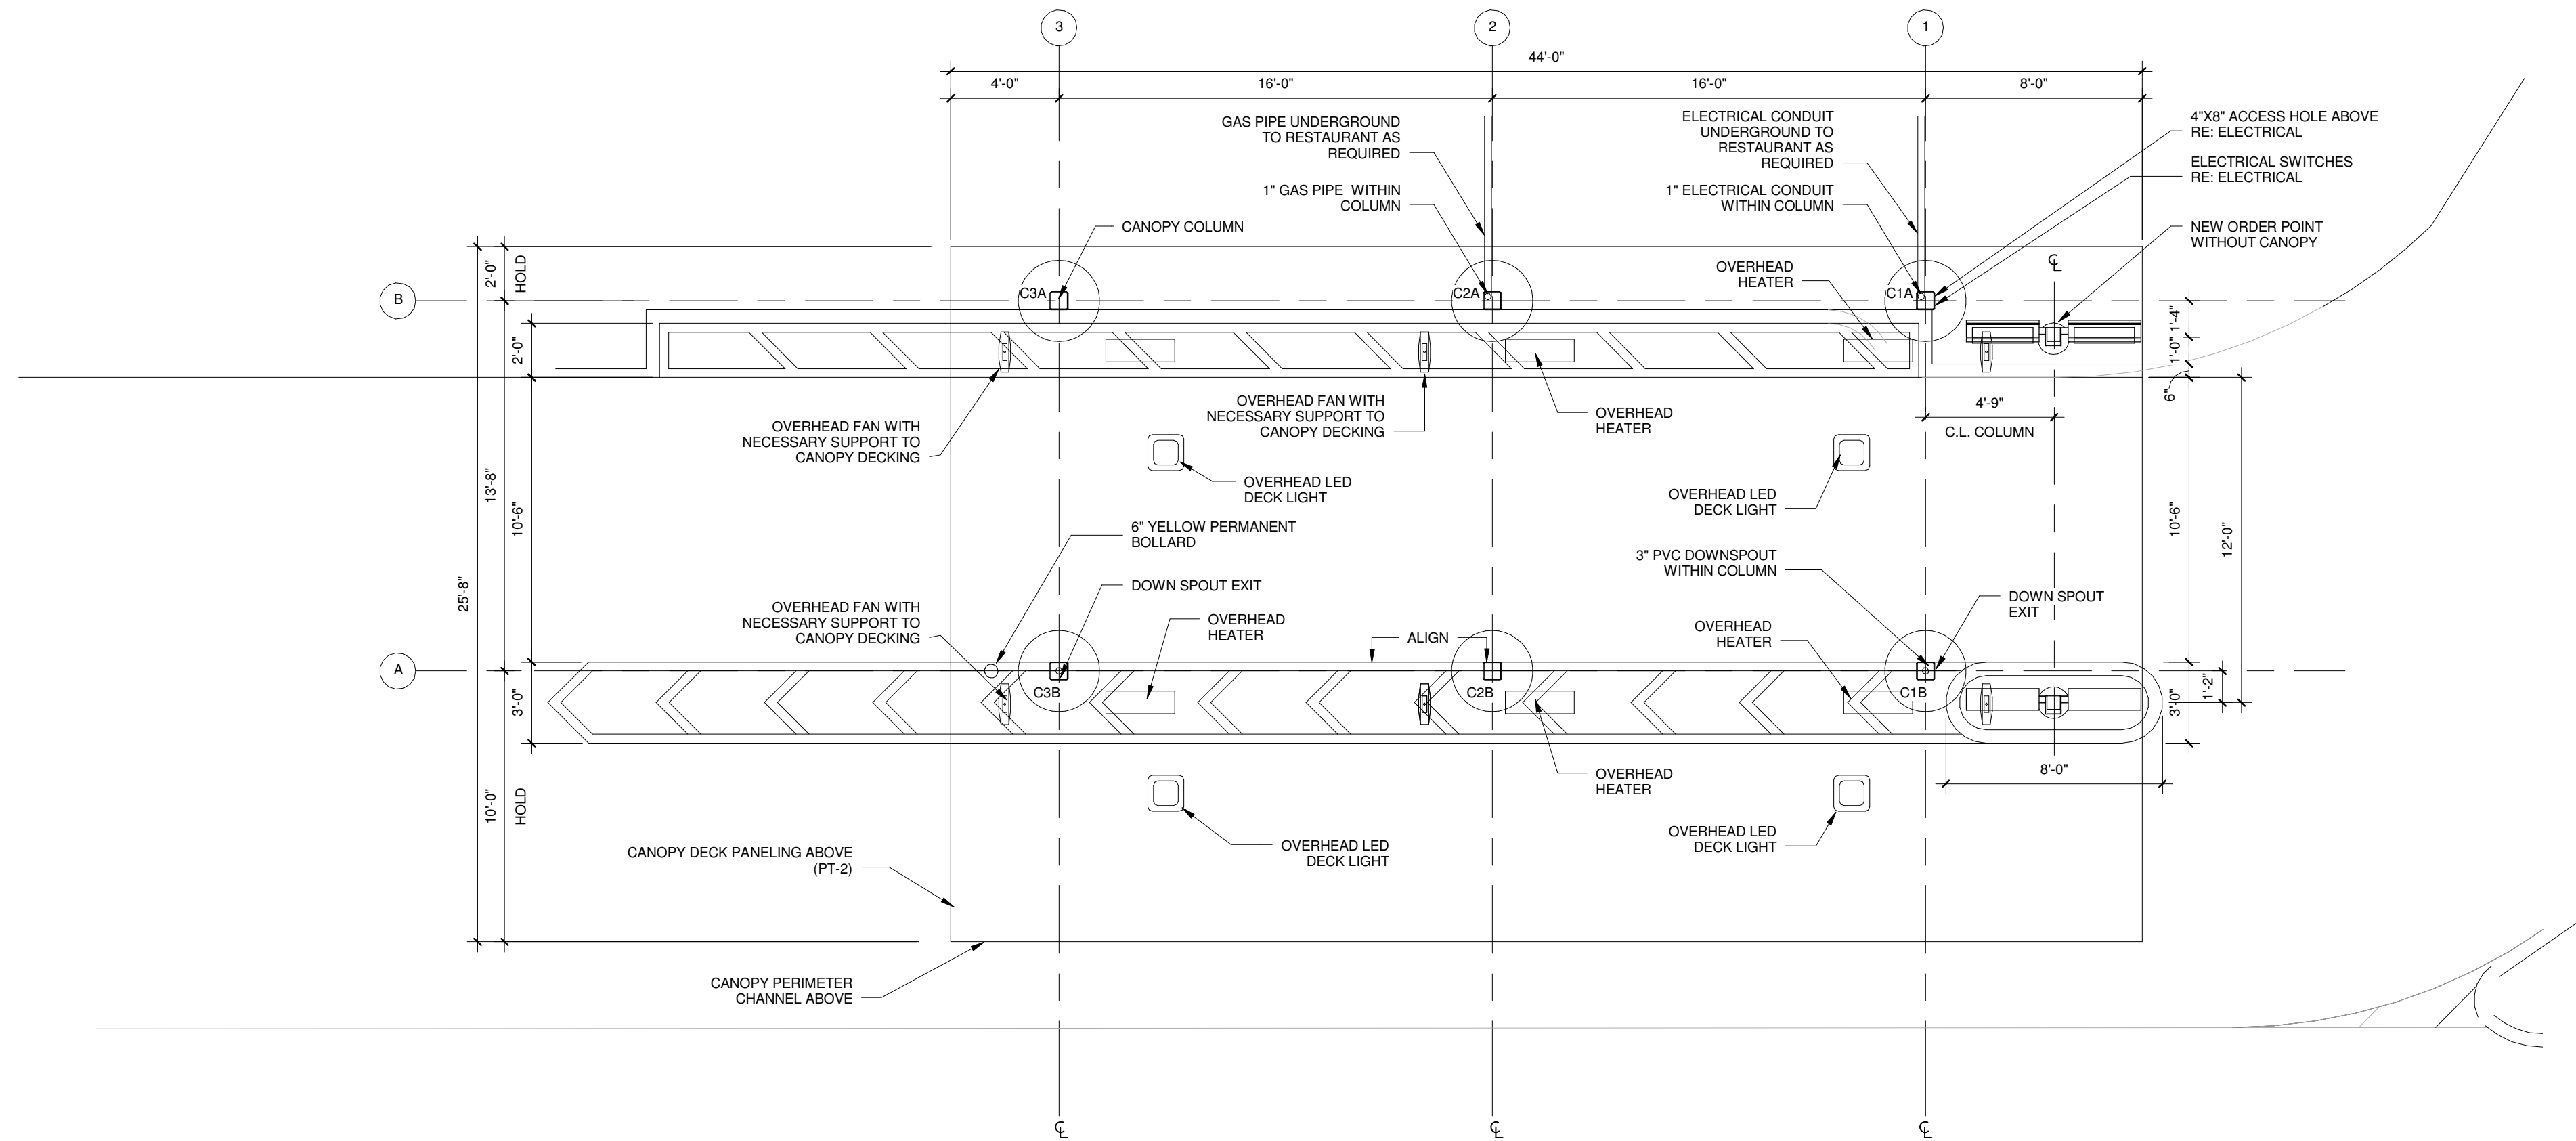 3
2
1
44'-0"
4'-0"
16'-0"
16'-0"
8'-0"
GAS PIPE UNDERGROUND
TO RESTAURANT AS
REQUIRED
ELECTRICAL CONDUIT
UNDERGROUND TO
RESTAURANT AS
REQUIRED
4"X8" ACCESS HOLE ABOVE
RE: ELECTRICAL
ELECTRICAL SWITCHES
RE: ELECTRICAL
1" GAS PIPE WITHIN
COLUMN
1" ELECTRICAL CONDUIT
WITHIN COLUMN
CANOPY COLUMN
NEW ORDER POINT
WITHOUT CANOPY
2'-0"
HOLD
OVERHEAD
HEATER
℄
B
C3A
C2A
C1A
1'-4"
2'-0"
1'-0"
6"
OVERHEAD FAN WITH
NECESSARY SUPPORT TO
CANOPY DECKING
OVERHEAD FAN WITH
NECESSARY SUPPORT TO
CANOPY DECKING
OVERHEAD
HEATER
4'-9"
C.L. COLUMN
13'-8"
10'-6"
OVERHEAD LED
DECK LIGHT
OVERHEAD LED
DECK LIGHT
10'-6"
12'-0"
6" YELLOW PERMANENT
BOLLARD
3" PVC DOWNSPOUT
WITHIN COLUMN
25'-8"
DOWN SPOUT EXIT
DOWN SPOUT
EXIT
OVERHEAD FAN WITH
NECESSARY SUPPORT TO
CANOPY DECKING
OVERHEAD
HEATER
ALIGN
OVERHEAD
HEATER
A
C3B
C2B
C1B
3'-0"
1'-2"
3'-0"
OVERHEAD
HEATER
8'-0"
10'-0"
HOLD
OVERHEAD LED
DECK LIGHT
OVERHEAD LED
DECK LIGHT
CANOPY DECK PANELING ABOVE
(PT-2)
CANOPY PERIMETER
CHANNEL ABOVE
℄
℄
℄